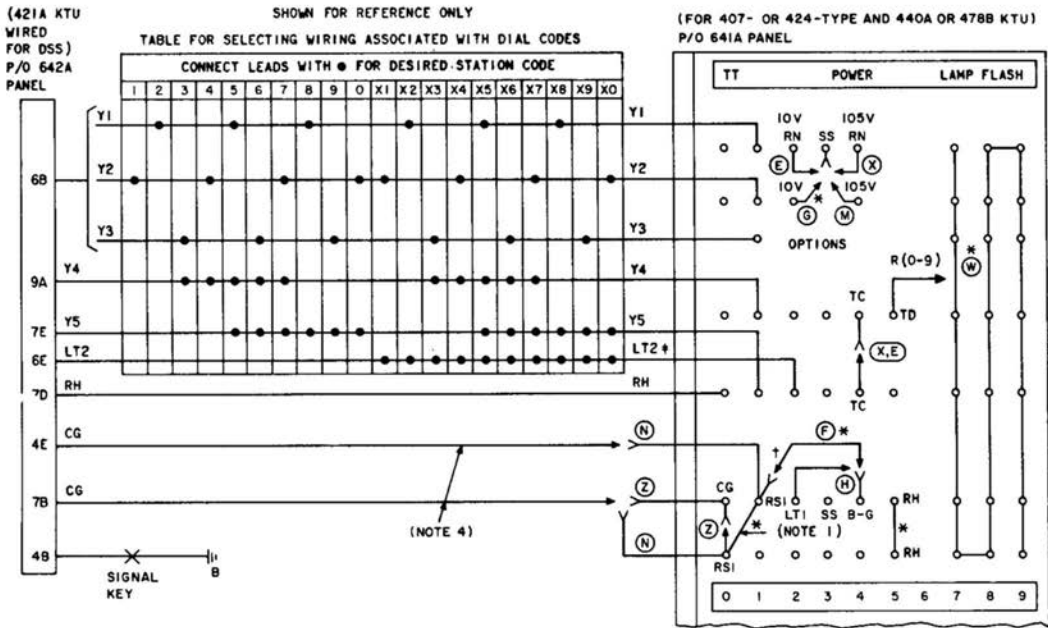 (421A KTU
WIRED
FOR DSS)
P/O 642A
PANEL
SHOWN FOR REFERENCE ONLY
TABLE FOR SELECTING WIRING ASSOCIATED WITH DIAL CODES
CONNECT LEADS WITH ● FOR DESIRED STATION CODE
1 2 3 4 5 6 7 8 9 0 X1 X2 X3 X4 X5 X6 X7 X8 X9 X0
(FOR 407- OR 424-TYPE AND 440A OR 478B KTU)
P/O 641A PANEL
TT POWER LAMP FLASH
Y1 Y1
10V 105V
RN SS RN
E X
6B Y2 Y2
10V * 105V
G M
Y3 Y3
OPTIONS
R (0-9) * W
9A Y4 Y4
TC TD
7E Y5 Y5
X,E
6E LT2 LT2 ‡
7D RH RH
TC
4E CG N
F *
†
7B CG Z
CG RS1 H RH
LT1 SS B-G
(NOTE 4)
Z * (NOTE 1) *
4B N
RS1 RH
SIGNAL
KEY
B
0 1 2 3 4 5 6 7 8 9